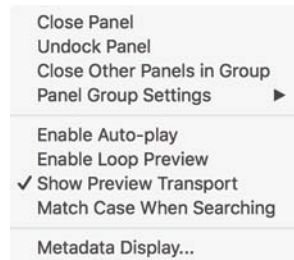 Close Panel
Undock Panel
Close Other Panels in Group
Panel Group Settings
Enable Auto-play
Enable Loop Preview
✓ Show Preview Transport
Match Case When Searching
Metadata Display...